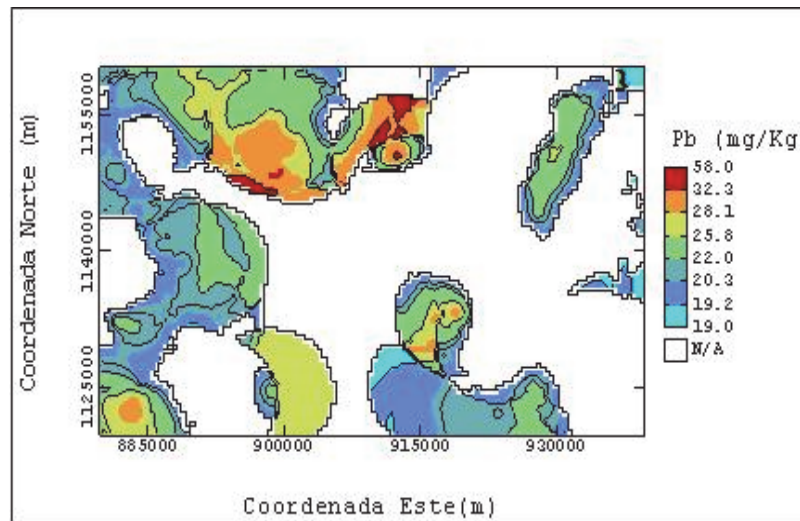 Pb (mg/Kg
58.0
32.3
28.1
25.8
22.0
20.3
19.2
19.0
N/A
Coordenada Norte (m)
1155000
1140000
1125000
885000 900000 915000 930000
Coordenada Este(m)